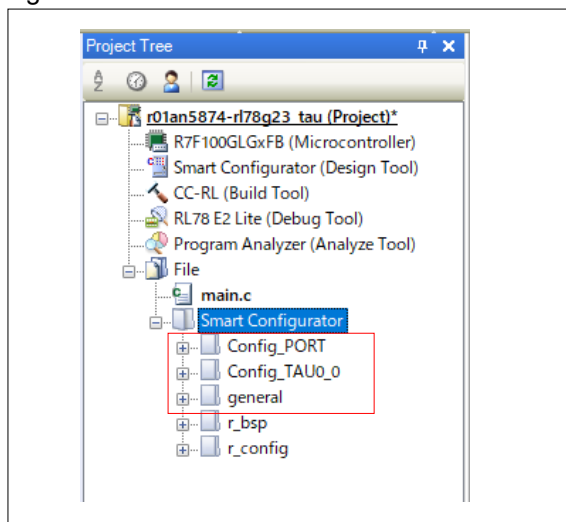 Project Tree
r01an5874-rl78g23_tau (Project)*
R7F100GLGxFB (Microcontroller)
Smart Configurator (Design Tool)
CC-RL (Build Tool)
RL78 E2 Lite (Debug Tool)
Program Analyzer (Analyze Tool)
File
main.c
Smart Configurator
Config_PORT
Config_TAU0_0
general
r_bsp
r_config